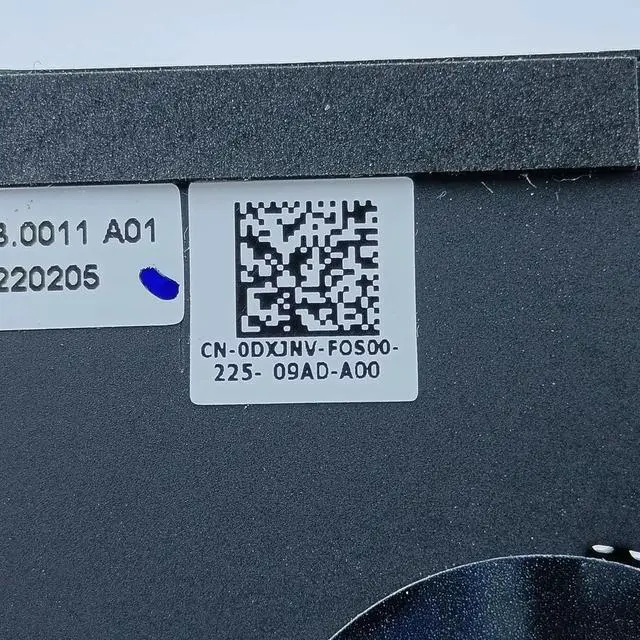 3.0011 A01
220205
CN-0DXJNV-FOS00-
225- 09AD-A00